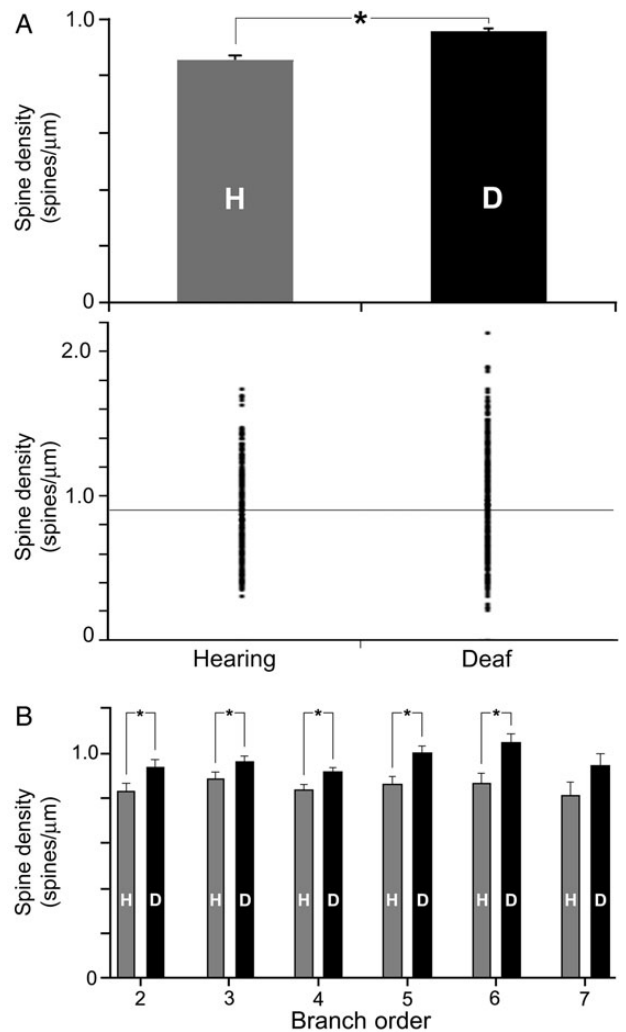 A
*
1.0
Spine density
(spines/μm)
H
D
0
2.0
Spine density
(spines/μm)
1.0
0
Hearing
Deaf
B
* * * * *
1.0
Spine density
(spines/μm)
H D H D H D H D H D H D
0
2 3 4 5 6 7
Branch order